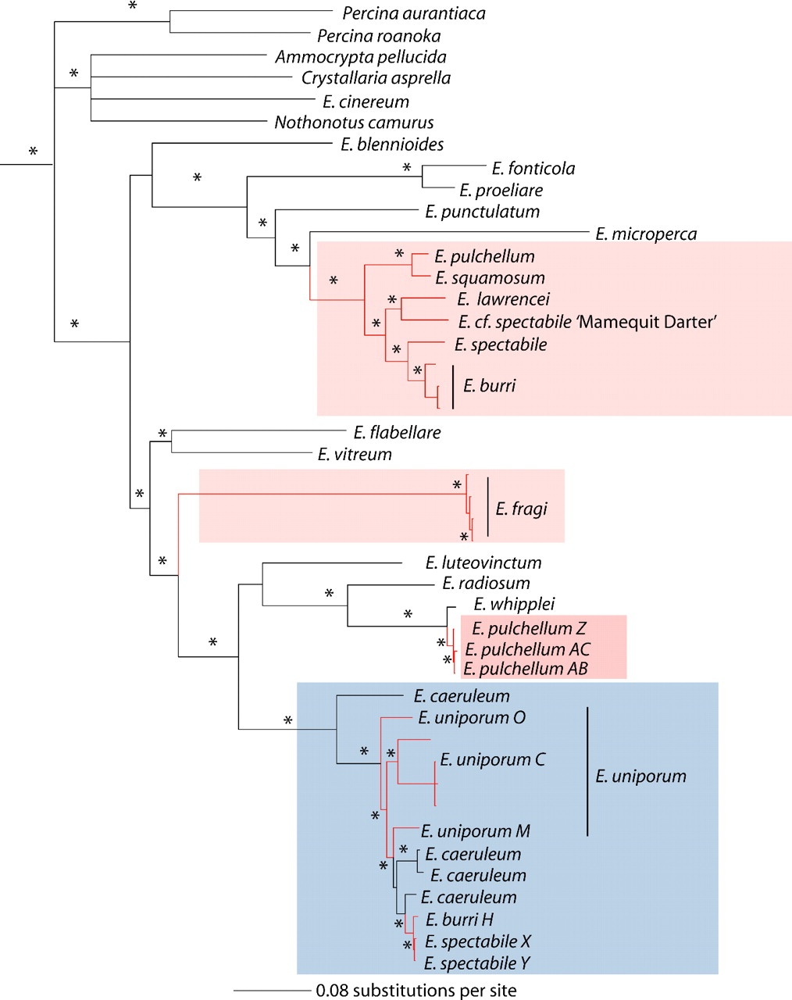 *
Percina aurantiaca
Percina roanoka
Ammocrypta pellucida
*
Crystallaria asprella
E. cinereum
Nothonotus camurus
*
E. blennioides
*
E. fonticola
*
E. proeliare
E. punctulatum
*
E. microperca
*
*
E. pulchellum
*
E. squamosum
*
E. lawrencei
*
*
E. cf. spectabile ‘Mamequit Darter’
*
E. spectabile
*
E. burri
*
E. flabellare
E. vitreum
*
*
E. fragi
*
*
E. luteovinctum
E. radiosum
*
E. whipplei
*
E. pulchellum Z
*
*
E. pulchellum AC
*
E. pulchellum AB
E. caeruleum
*
E. uniporum O
*
*
E. uniporum C
E. uniporum
*
E. uniporum M
*
E. caeruleum
*
E. caeruleum
E. caeruleum
*
E. burri H
*
E. spectabile X
E. spectabile Y
0.08 substitutions per site